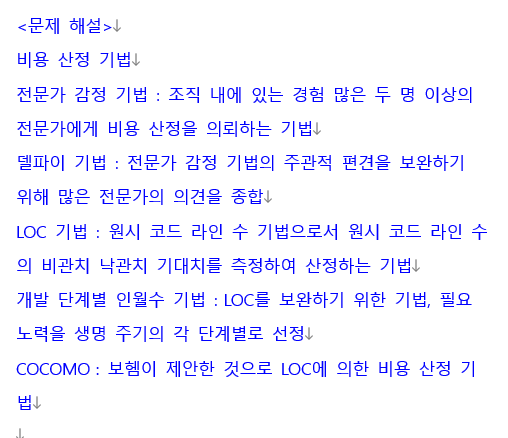 <문제 해설>↓
비용 산정 기법↓
전문가 감정 기법 : 조직 내에 있는 경험 많은 두 명 이상의
전문가에게 비용 산정을 의뢰하는 기법↓
델파이 기법 : 전문가 감정 기법의 주관적 편견을 보완하기
위해 많은 전문가의 의견을 종합↓
LOC 기법 : 원시 코드 라인 수 기법으로서 원시 코드 라인 수
의 비관치 낙관치 기대치를 측정하여 산정하는 기법↓
개발 단계별 인월수 기법 : LOC를 보완하기 위한 기법, 필요
노력을 생명 주기의 각 단계별로 선정↓
COCOMO : 보헴이 제안한 것으로 LOC에 의한 비용 산정 기
법↓
↓